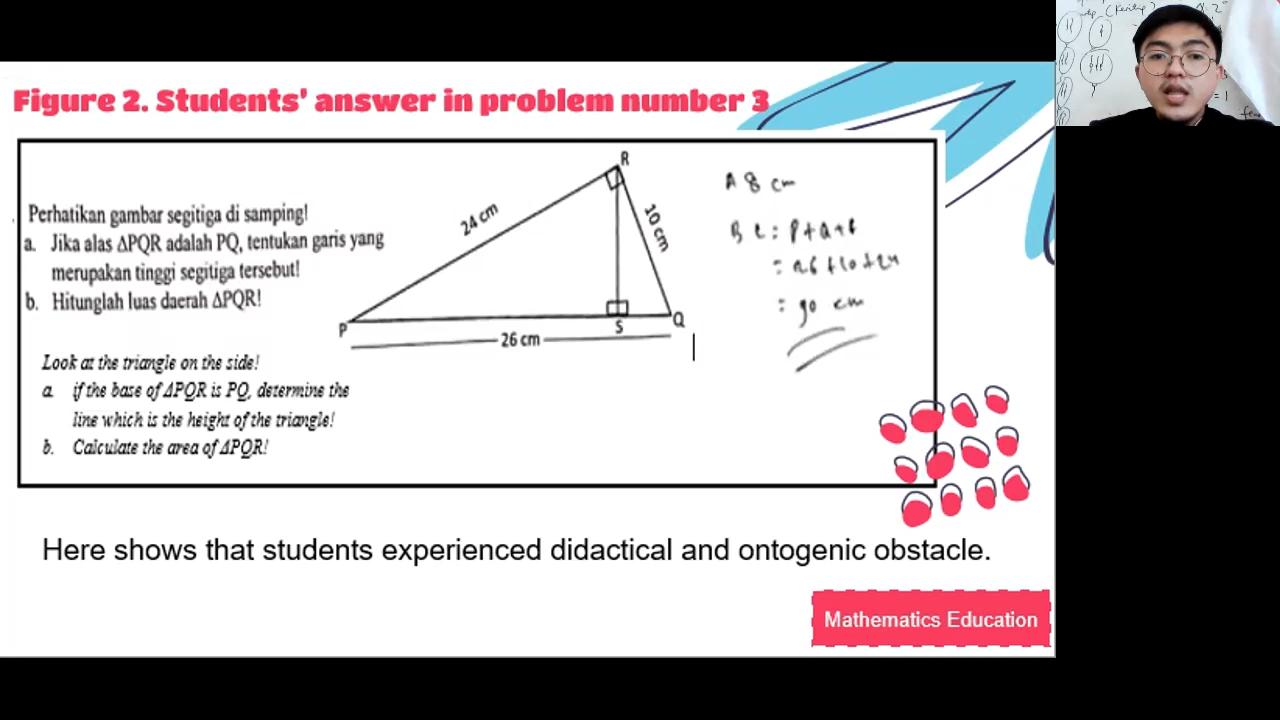 Figure 2. Students' answer in problem number 3
Perhatikan gambar segitiga di samping!
a. Jika alas ΔPQR adalah PQ, tentukan garis yang
merupakan tinggi segitiga tersebut!
b. Hitunglah luas daerah ΔPQR!
Look at the triangle on the side!
a. if the base of ΔPQR is PQ, determine the
line which is the height of the triangle!
b. Calculate the area of ΔPQR!
R
24 cm
10 cm
P
S
Q
26 cm
A 8 cm
B
= 90 cm
Here shows that students experienced didactical and ontogenic obstacle.
Mathematics Education